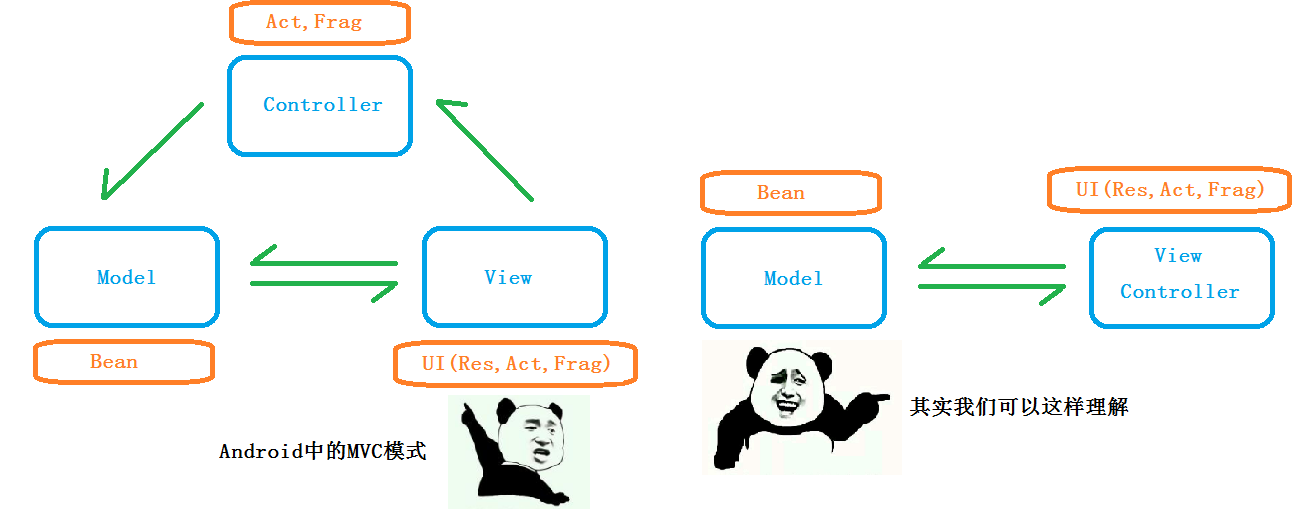 Act,Frag
Controller
Model
View
Bean
UI(Res,Act,Frag)
Android中的MVC模式
Bean
UI(Res,Act,Frag)
Model
View
Controller
其实我们可以这样理解